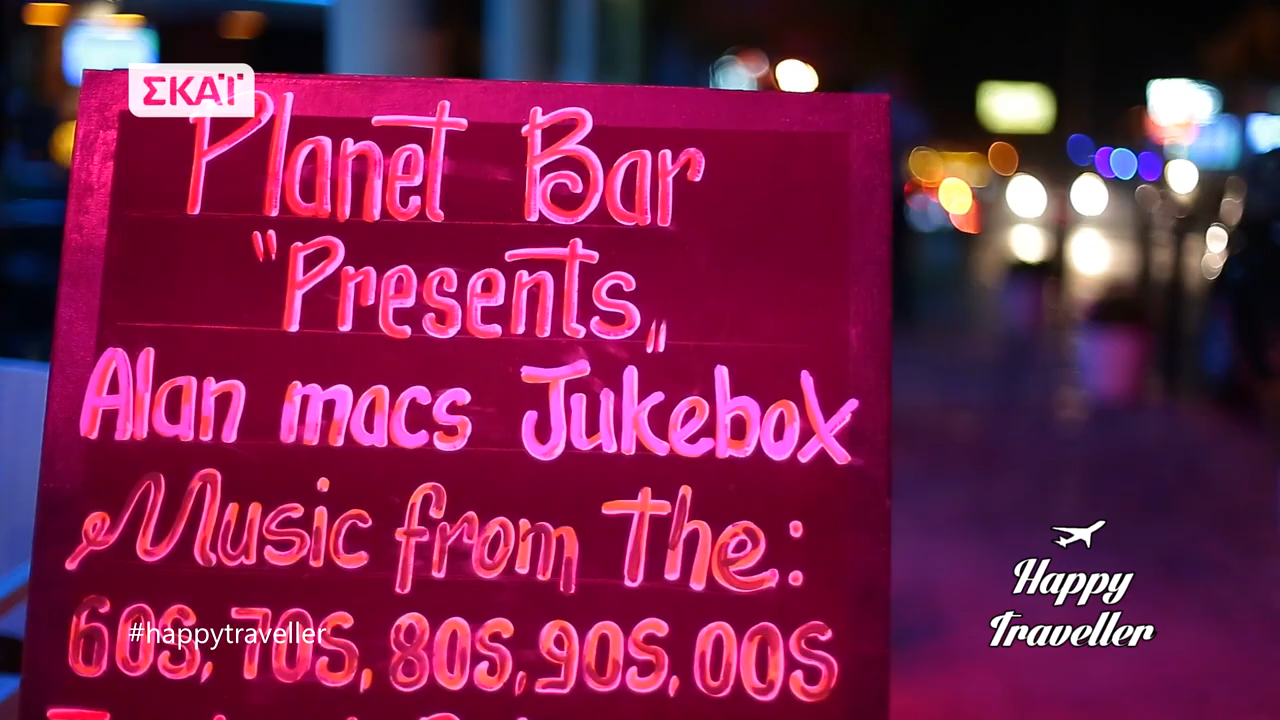 ΣΚΑΪ
Planet Bar
"Presents„
Alan macs Jukebox
Music from The:
60s, 70s, 80s, 90s, 00s
#happytraveller
Happy
Traveller